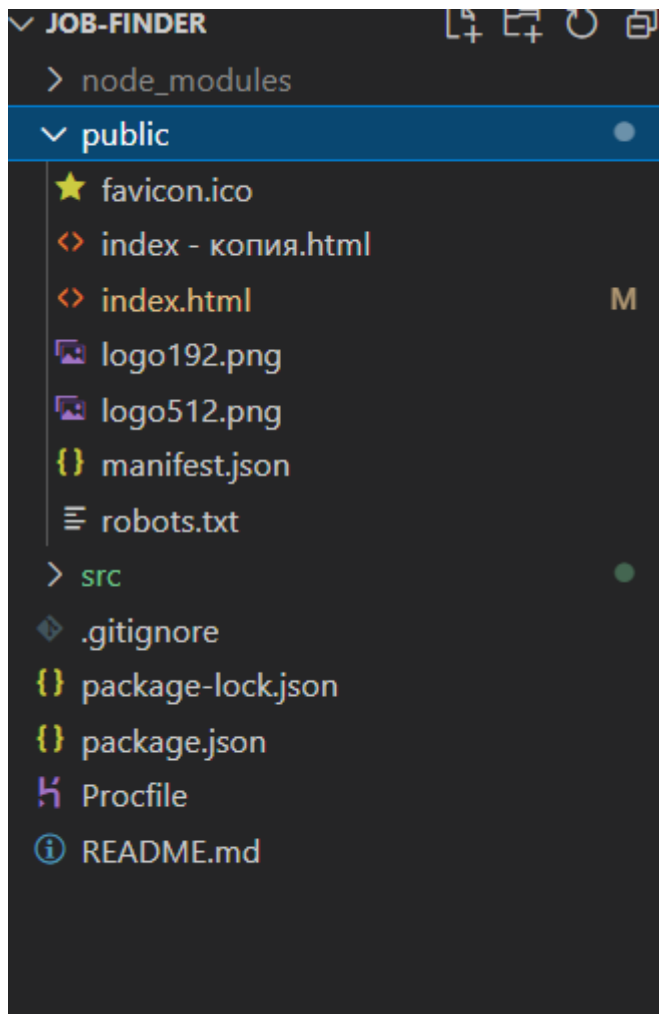 JOB-FINDER
node_modules
public
favicon.ico
index - копия.html
index.html M
logo192.png
logo512.png
manifest.json
robots.txt
src
.gitignore
package-lock.json
package.json
Procfile
README.md